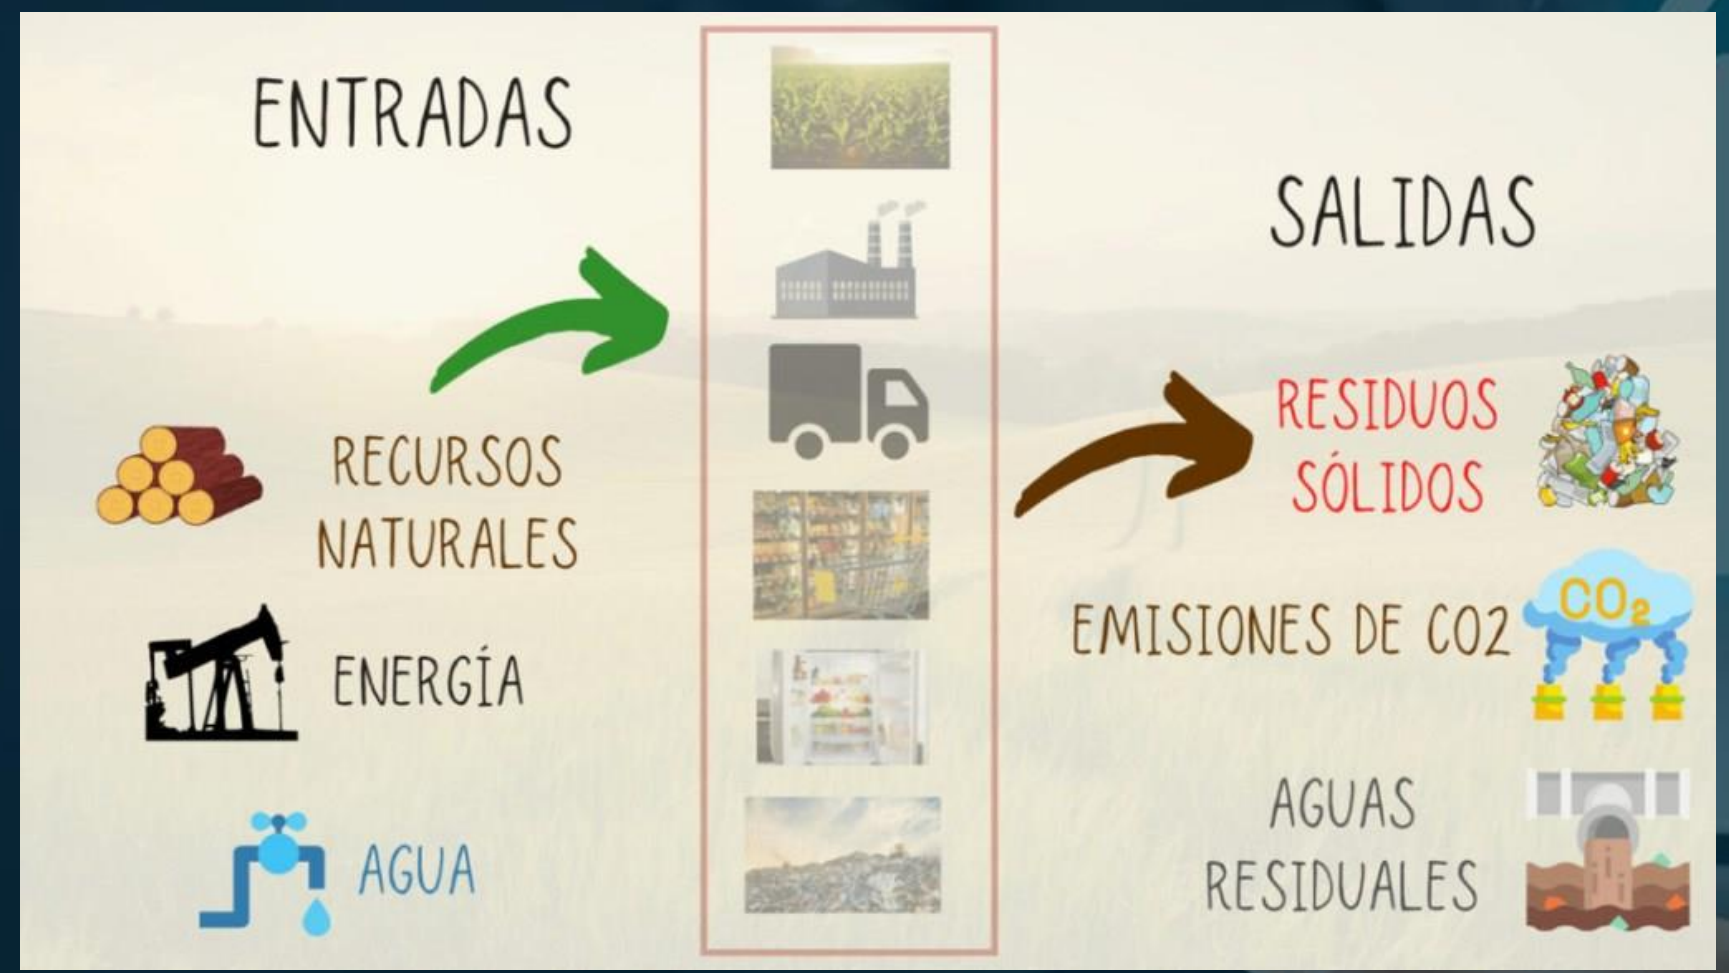 ENTRADAS
RECURSOS
NATURALES
ENERGÍA
AGUA
SALIDAS
RESIDUOS
SÓLIDOS
EMISIONES DE CO2
CO₂
AGUAS
RESIDUALES